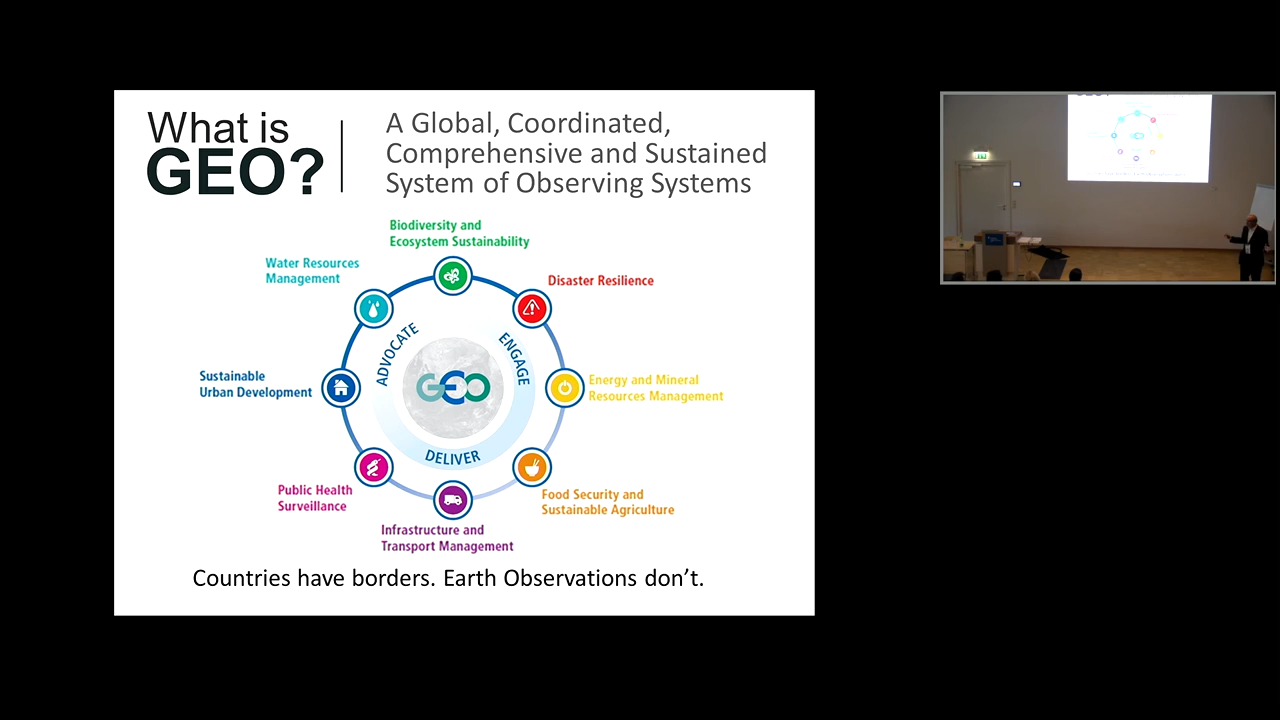 What is
GEO?
A Global, Coordinated,
Comprehensive and Sustained
System of Observing Systems
Biodiversity and
Ecosystem Sustainability
Water Resources
Management
Disaster Resilience
ADVOCATE
ENGAGE
Sustainable
Urban Development
GEO
Energy and Mineral
Resources Management
DELIVER
Public Health
Surveillance
Food Security and
Sustainable Agriculture
Infrastructure and
Transport Management
Countries have borders. Earth Observations don't.